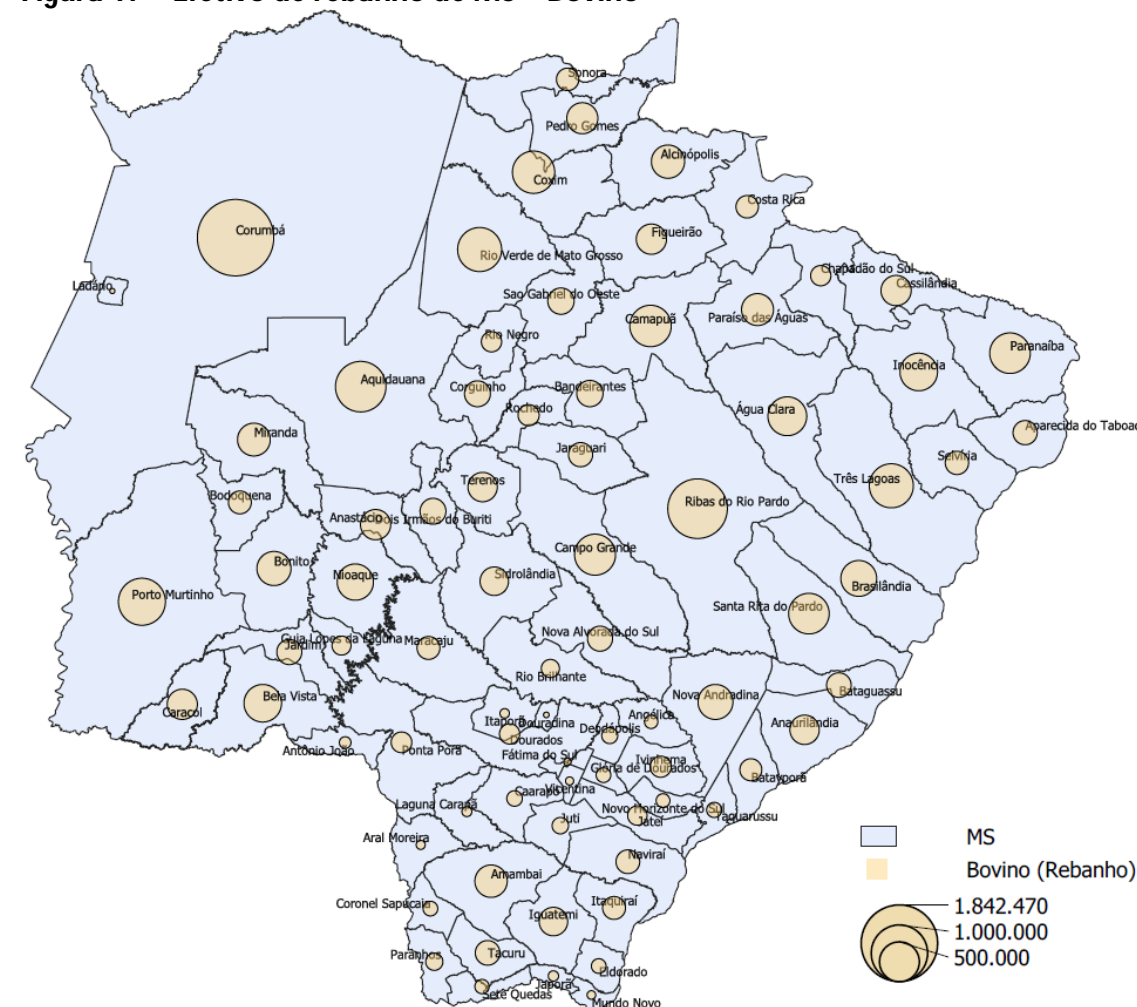 Sonora
Pedro Gomes
Alcinópolis
Coxim
Costa Rica
Corumbá
Figueirão
Rio Verde de Mato Grosso
Chapadão do Sul
Cassilândia
Ladário
Sao Gabriel do Oeste
Camapuã
Paraíso das Águas
Rio Negro
Paranaíba
Inocência
Aquidauana
Corguinho
Bandeirantes
Rochedo
Água Clara
Aparecida do Taboad
Miranda
Jaraguari
Selvíria
Terenos
Três Lagoas
Bodoquena
Ribas do Rio Pardo
Anastácio
Dois Irmãos do Buriti
Campo Grande
Bonito
Nioaque
Sidrolândia
Brasilândia
Porto Murtinho
Santa Rita do Pardo
Nova Alvorada do Sul
Guia Lopes da Laguna
Jardim
Maracaju
Rio Brilhante
Bela Vista
Nova Andradina
Bataguassu
Caracol
Itaporã
Douradina
Angélica
Anaurilândia
Deodápolis
Dourados
Antônio João
Ponta Porã
Fátima do Sul
Ivinhema
Glória de Dourados
Batayporã
Vicentina
Caarapó
Laguna Carapã
Novo Horizonte do Sul
Taquarussu
Juti
Jateí
Aral Moreira
Naviraí
Amambai
Coronel Sapucaia
Itaquiraí
Iguatemi
Paranhos
Tacuru
Eldorado
Japorã
Sete Quedas
Mundo Novo
MS
Bovino (Rebanho)
1.842.470
1.000.000
500.000